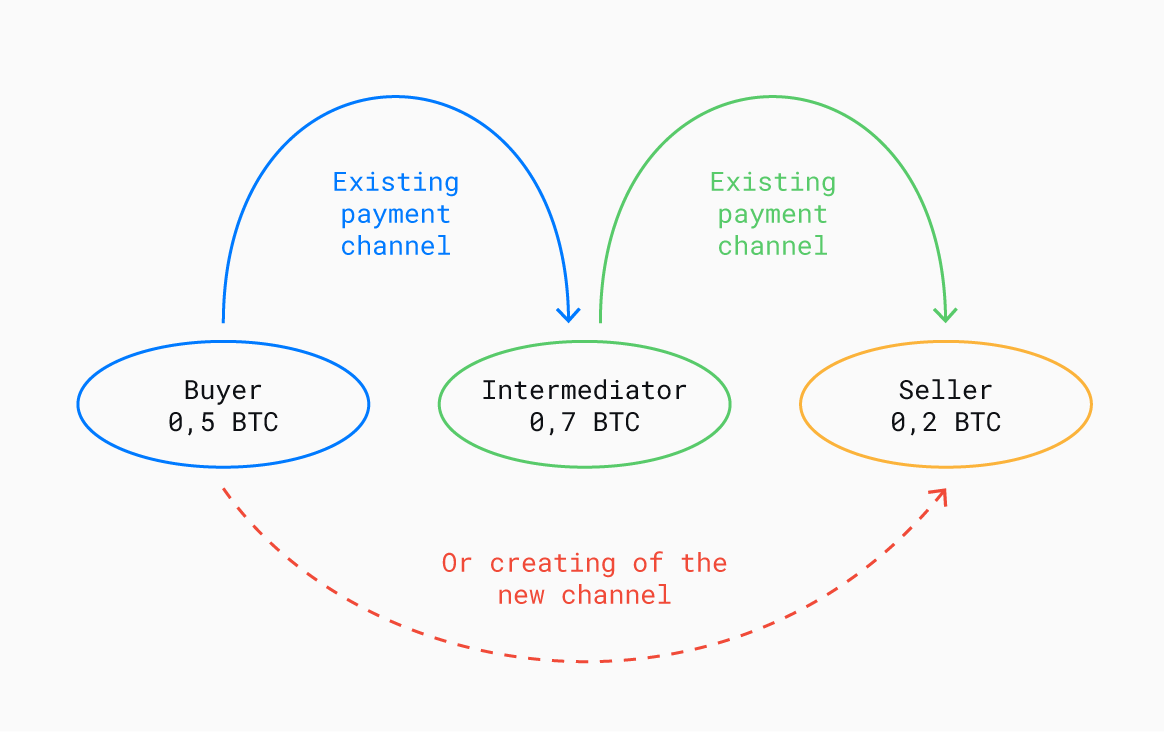 Existing
payment
channel
Existing
payment
channel
Buyer
0,5 BTC
Intermediator
0,7 BTC
Seller
0,2 BTC
Or creating of the
new channel